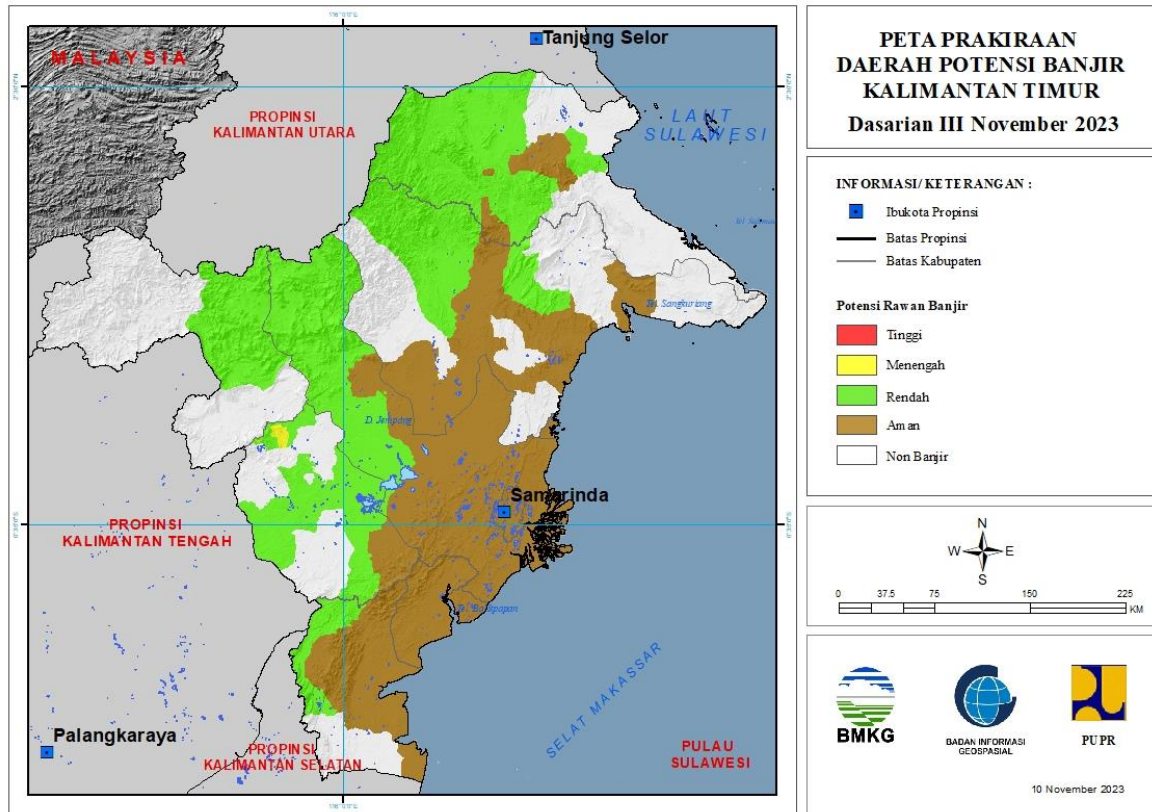 PETA PRAKIRAAN
DAERAH POTENSI BANJIR
KALIMANTAN TIMUR
Dasarian III November 2023
INFORMASI/ KETERANGAN :
Ibukota Propinsi
Batas Propinsi
Batas Kabupaten
Potensi Rawan Banjir
Tinggi
Menengah
Rendah
Aman
Non Banjir
N
W E
S
0 37.5 75 150 225
KM
BMKG
BADAN INFORMASI
GEOSPASIAL
PUPR
10 November 2023
MALAYSIA
Tanjung Selor
PROPINSI
KALIMANTAN UTARA
LAUT
SULAWESI
Tel. Sangkuriang
D. Jempang
Samarinda
PROPINSI
KALIMANTAN TENGAH
SELAT MAKASSAR
Palangkaraya
PROPINSI
KALIMANTAN SELATAN
PULAU
SULAWESI